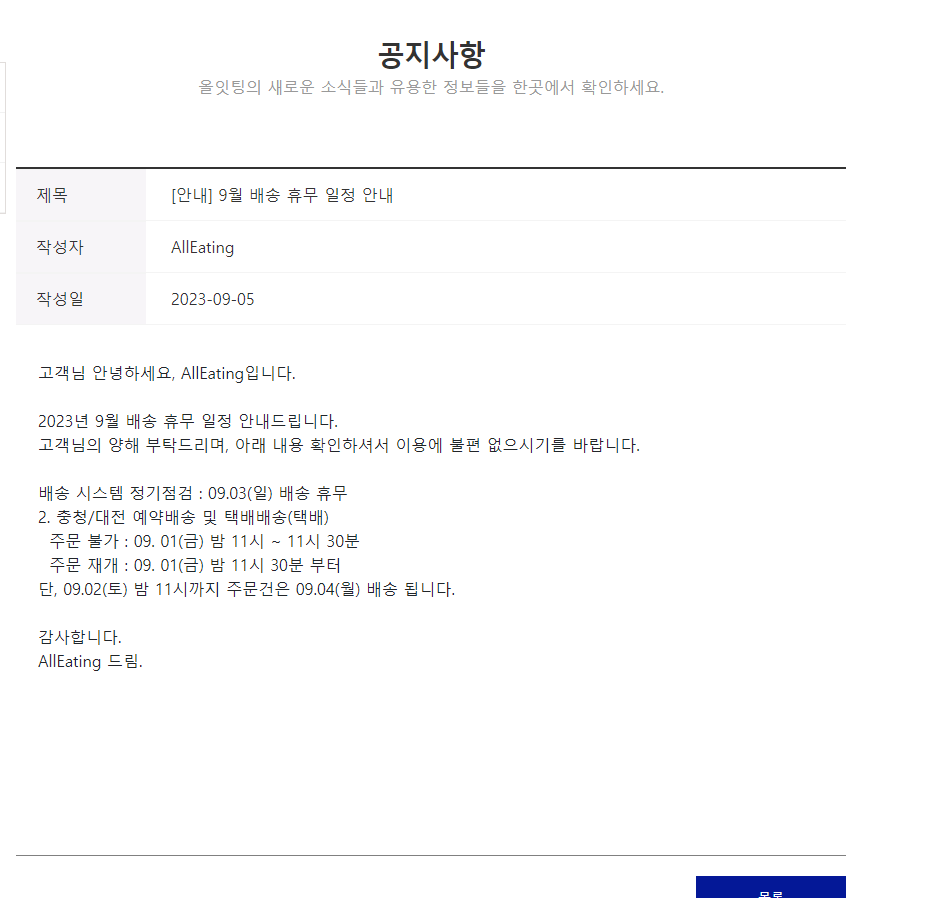 공지사항
올잇팅의 새로운 소식들과 유용한 정보들을 한곳에서 확인하세요.
제목 [안내] 9월 배송 휴무 일정 안내
작성자 AllEating
작성일 2023-09-05
고객님 안녕하세요, AllEating입니다.
2023년 9월 배송 휴무 일정 안내드립니다.
고객님의 양해 부탁드리며, 아래 내용 확인하셔서 이용에 불편 없으시기를 바랍니다.
배송 시스템 정기점검 : 09.03(일) 배송 휴무
2. 충청/대전 예약배송 및 택배배송(택배)
주문 불가 : 09. 01(금) 밤 11시 ~ 11시 30분
주문 재개 : 09. 01(금) 밤 11시 30분 부터
단, 09.02(토) 밤 11시까지 주문건은 09.04(월) 배송 됩니다.
감사합니다.
AllEating 드림.
목록